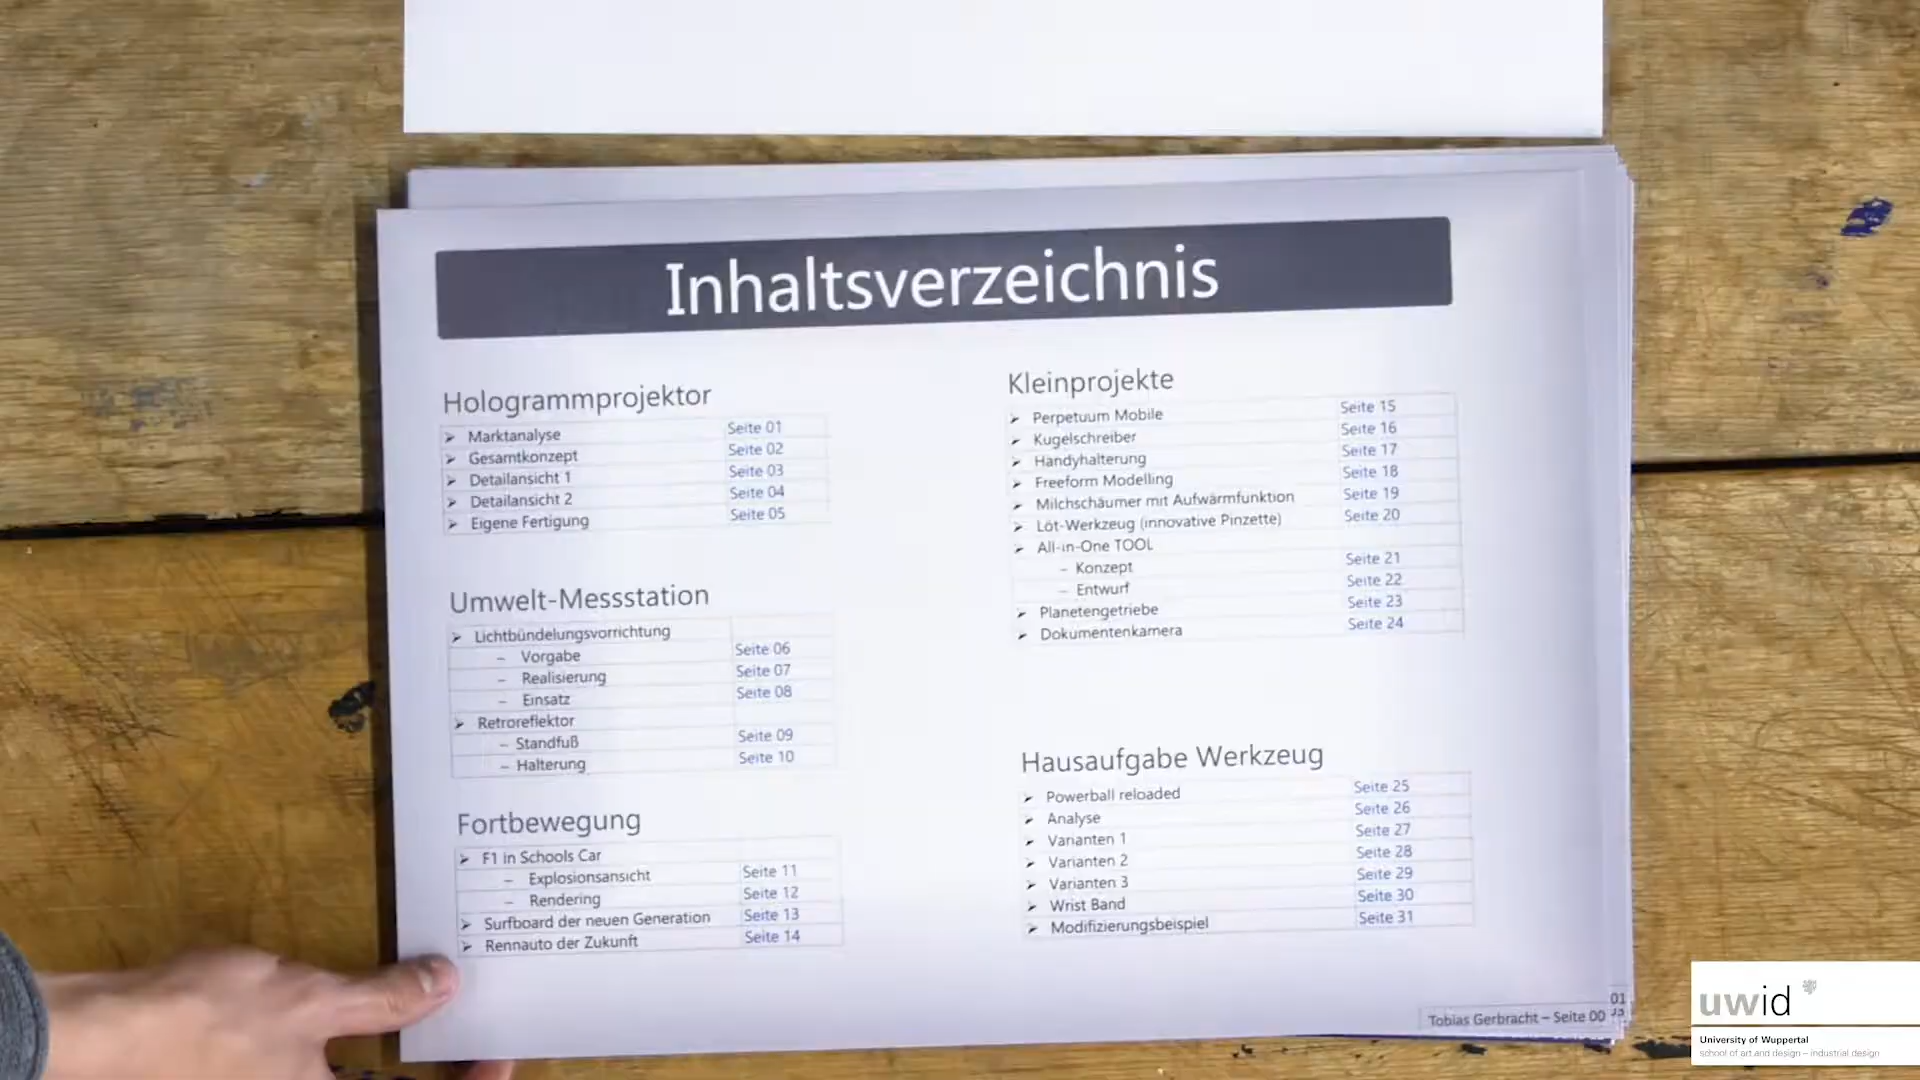 Inhaltsverzeichnis
Hologrammprojektor
➢ Marktanalyse Seite 01
➢ Gesamtkonzept Seite 02
➢ Detailansicht 1 Seite 03
➢ Detailansicht 2 Seite 04
➢ Eigene Fertigung Seite 05
Umwelt-Messstation
➢ Lichtbündelungsvorrichtung
– Vorgabe Seite 06
– Realisierung Seite 07
– Einsatz Seite 08
➢ Retroreflektor
– Standfuß Seite 09
– Halterung Seite 10
Fortbewegung
➢ F1 in Schools Car
– Explosionsansicht Seite 11
– Rendering Seite 12
➢ Surfboard der neuen Generation Seite 13
➢ Rennauto der Zukunft Seite 14
Kleinprojekte
➢ Perpetuum Mobile Seite 15
➢ Kugelschreiber Seite 16
➢ Handyhalterung Seite 17
➢ Freeform Modelling Seite 18
➢ Milchschäumer mit Aufwärmfunktion Seite 19
➢ Löt-Werkzeug (innovative Pinzette) Seite 20
➢ All-in-One TOOL
– Konzept Seite 21
– Entwurf Seite 22
➢ Planetengetriebe Seite 23
➢ Dokumentenkamera Seite 24
Hausaufgabe Werkzeug
➢ Powerball reloaded Seite 25
➢ Analyse Seite 26
➢ Varianten 1 Seite 27
➢ Varianten 2 Seite 28
➢ Varianten 3 Seite 29
➢ Wrist Band Seite 30
➢ Modifizierungsbeispiel Seite 31
01
Tobias Gerbracht – Seite 00
uwid
University of Wuppertal
school of art and design – industrial design